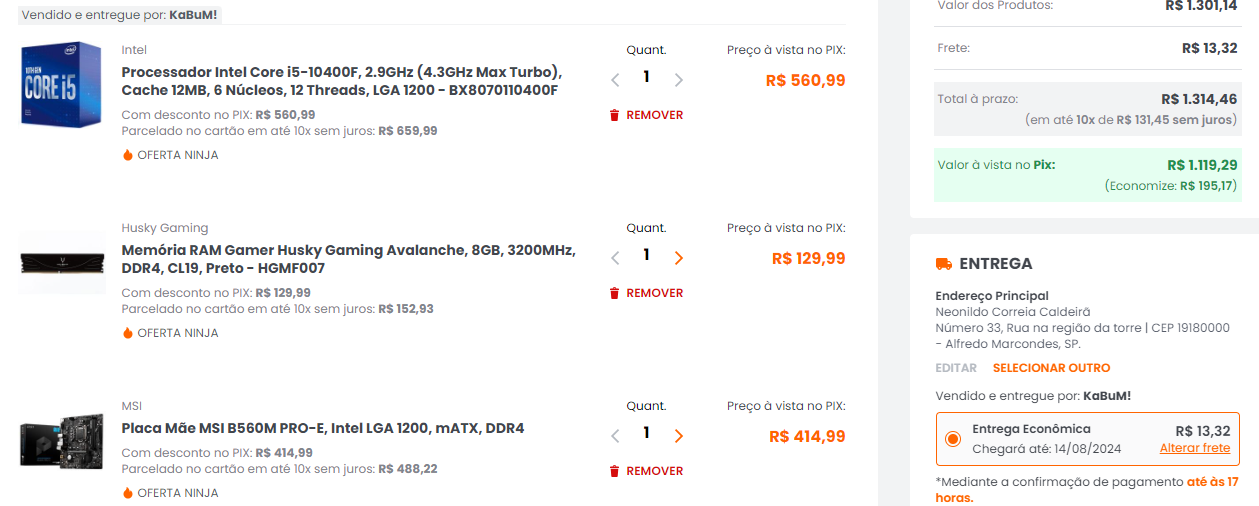 Vendido e entregue por: KaBuM!
intel
10TH GEN
CORE i5
Intel
Processador Intel Core i5-10400F, 2.9GHz (4.3GHz Max Turbo),
Cache 12MB, 6 Núcleos, 12 Threads, LGA 1200 - BX8070110400F
Com desconto no PIX: R$ 560,99
Parcelado no cartão em até 10x sem juros: R$ 659,99
OFERTA NINJA
Quant.
1
REMOVER
Preço à vista no PIX:
R$ 560,99
Husky Gaming
Memória RAM Gamer Husky Gaming Avalanche, 8GB, 3200MHz,
DDR4, CL19, Preto - HGMF007
Com desconto no PIX: R$ 129,99
Parcelado no cartão em até 10x sem juros: R$ 152,93
OFERTA NINJA
Quant.
1
REMOVER
Preço à vista no PIX:
R$ 129,99
MSI
Placa Mãe MSI B560M PRO-E, Intel LGA 1200, mATX, DDR4
Com desconto no PIX: R$ 414,99
Parcelado no cartão em até 10x sem juros: R$ 488,22
OFERTA NINJA
Quant.
1
REMOVER
Preço à vista no PIX:
R$ 414,99
Valor dos Produtos: R$ 1.301,14
Frete: R$ 13,32
Total à prazo: R$ 1.314,46
(em até 10x de R$ 131,45 sem juros)
Valor à vista no Pix: R$ 1.119,29
(Economize: R$ 195,17)
ENTREGA
Endereço Principal
Neonildo Correia Caldeirã
Número 33, Rua na região da torre | CEP 19180000
- Alfredo Marcondes, SP.
EDITAR SELECIONAR OUTRO
Vendido e entregue por: KaBuM!
Entrega Econômica R$ 13,32
Chegará até: 14/08/2024 Alterar frete
*Mediante a confirmação de pagamento até às 17
horas.